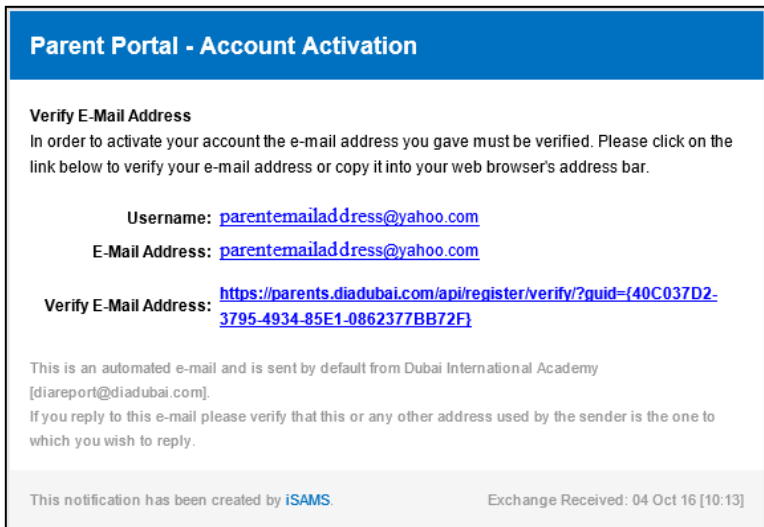 Parent Portal - Account Activation
Verify E-Mail Address
In order to activate your account the e-mail address you gave must be verified. Please click on the
link below to verify your e-mail address or copy it into your web browser's address bar.
Username: parentemailaddress@yahoo.com
E-Mail Address: parentemailaddress@yahoo.com
Verify E-Mail Address: https://parents.diadubai.com/api/register/verify/?guid={40C037D2-
3795-4934-85E1-0862377BB72F}
This is an automated e-mail and is sent by default from Dubai International Academy
[diareport@diadubai.com].
If you reply to this e-mail please verify that this or any other address used by the sender is the one to
which you wish to reply.
This notification has been created by iSAMS. Exchange Received: 04 Oct 16 [10:13]